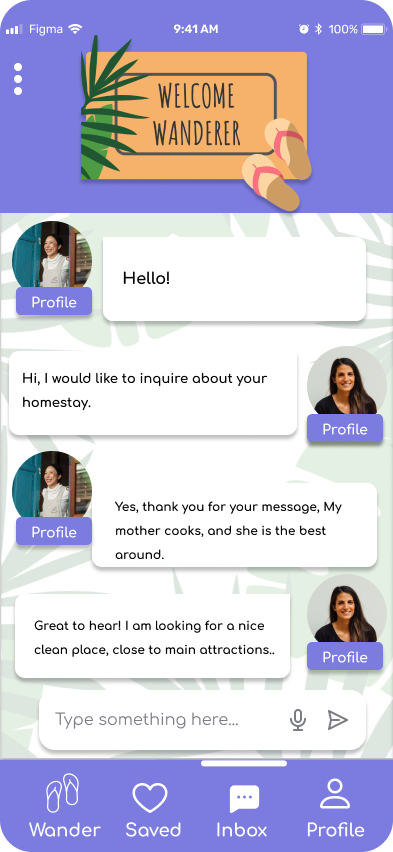 Figma 9:41 AM 100%
WELCOME
WANDERER
Profile
Hello!
Hi, I would like to inquire about your
homestay.
Profile
Profile
Yes, thank you for your message, My
mother cooks, and she is the best
around.
Great to hear! I am looking for a nice
clean place, close to main attractions..
Profile
Type something here...
Wander Saved Inbox Profile